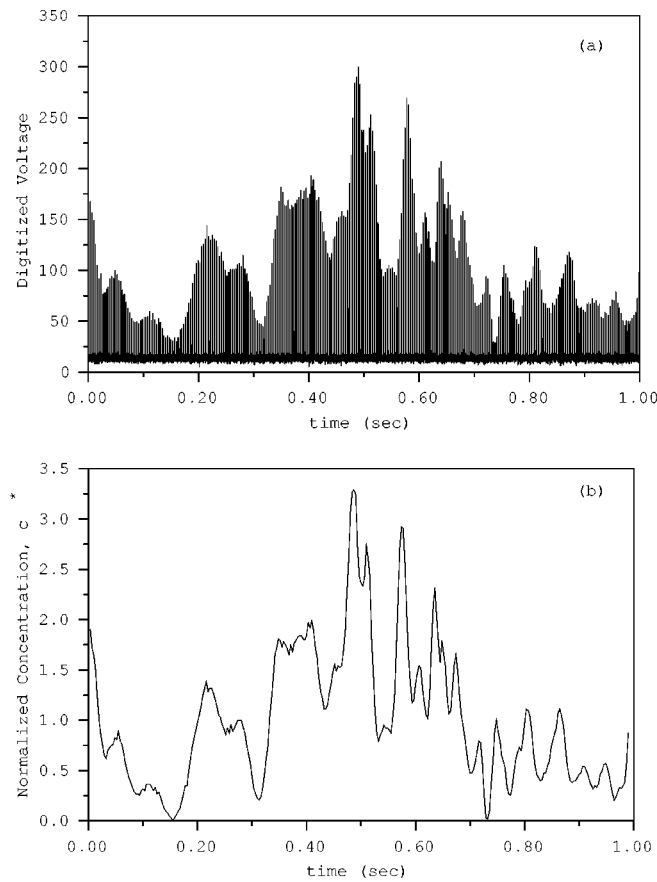 350
(a)
300
250
200
150
100
50
0
Digitized Voltage
0.00 0.20 0.40 0.60 0.80 1.00
time (sec)
3.5
(b)
3.0
2.5
2.0
1.5
1.0
0.5
0.0
Normalized Concentration, c*
0.00 0.20 0.40 0.60 0.80 1.00
time (sec)